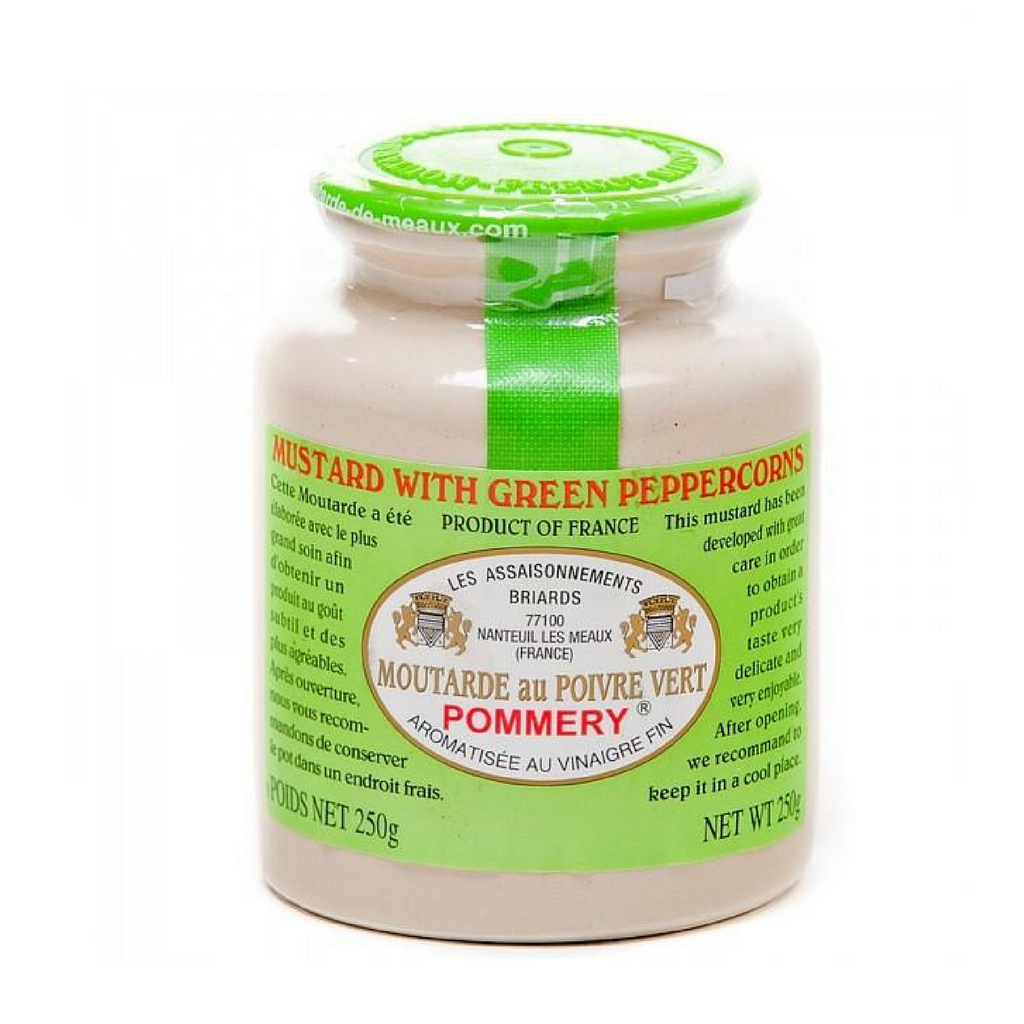 arde-de-meaux.com
MUSTARD WITH GREEN PEPPERCORNS
PRODUCT OF FRANCE
Cette Moutarde a été
élaborée avec le plus
grand soin afin
d'obtenir un
produit au goût
subtil et des
plus agréables.
Après ouverture,
nous vous recom-
mandons de conserver
le pot dans un endroit frais.
POIDS NET 250g
LES ASSAISONNEMENTS
BRIARDS
77100
NANTEUIL LES MEAUX
(FRANCE)
MOUTARDE au POIVRE VERT
POMMERY ®
AROMATISÉE AU VINAIGRE FIN
This mustard has been
developed with great
care in order
to obtain a
product's
taste very
delicate and
very enjoyable.
After opening,
we recommand to
keep it in a cool place.
NET WT 250g